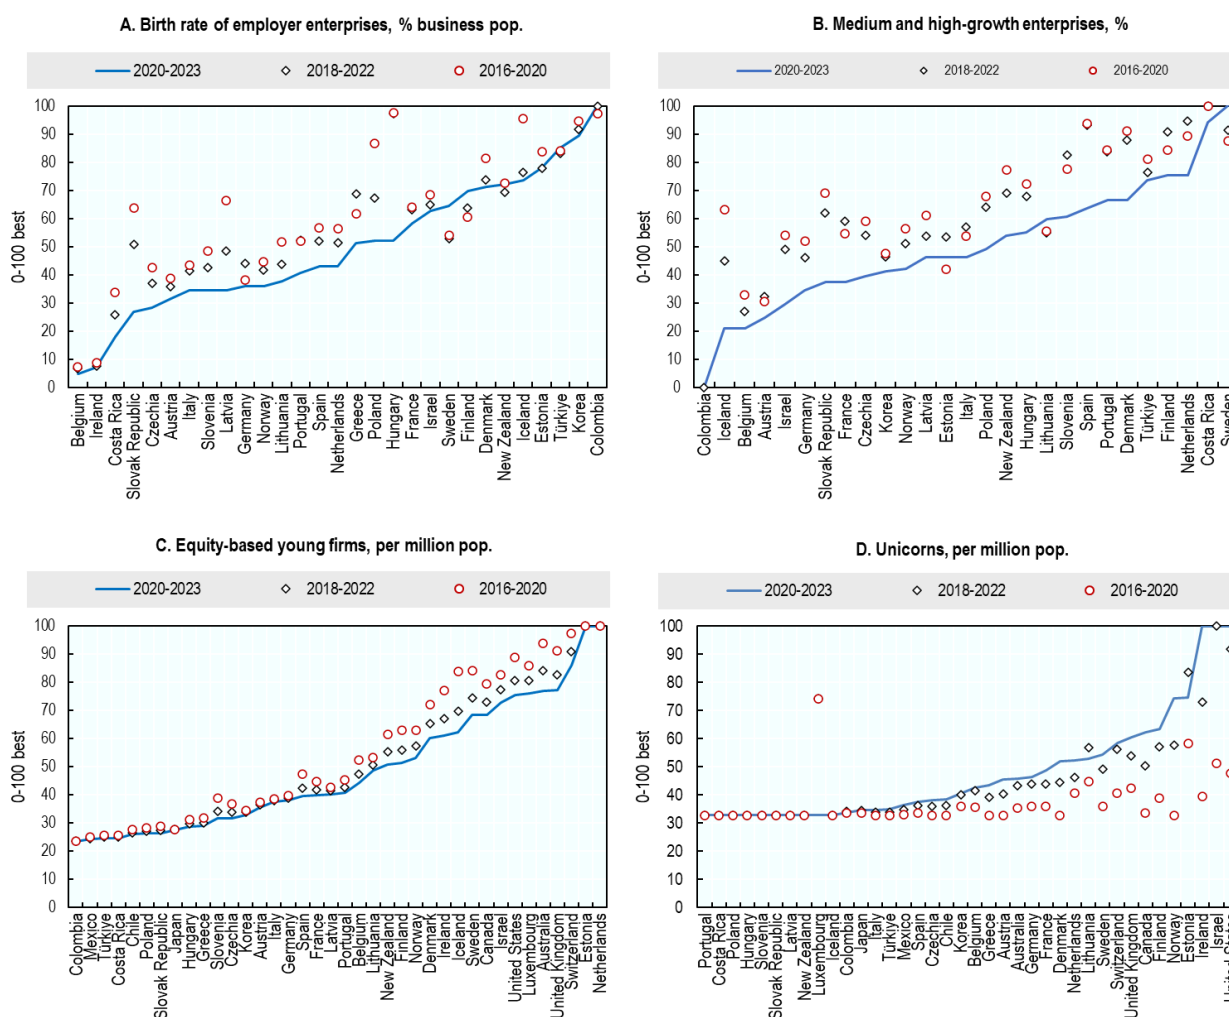 A. Birth rate of employer enterprises, % business pop.
2020-2023 2018-2022 2016-2020
0-100 best
100
90
80
70
60
50
40
30
20
10
0
Belgium
Ireland
Costa Rica
Slovak Republic
Czechia
Austria
Italy
Slovenia
Latvia
Germany
Norway
Lithuania
Portugal
Spain
Netherlands
Greece
Poland
Hungary
France
Israel
Sweden
Finland
Denmark
New Zealand
Iceland
Estonia
Türkiye
Korea
Colombia
B. Medium and high-growth enterprises, %
2020-2023 2018-2022 2016-2020
0-100 best
100
90
80
70
60
50
40
30
20
10
0
Colombia
Iceland
Belgium
Austria
Israel
Germany
Slovak Republic
France
Czechia
Korea
Norway
Latvia
Estonia
Italy
Poland
New Zealand
Hungary
Lithuania
Slovenia
Spain
Portugal
Denmark
Türkiye
Finland
Netherlands
Costa Rica
Sweden
C. Equity-based young firms, per million pop.
2020-2023 2018-2022 2016-2020
0-100 best
100
90
80
70
60
50
40
30
20
10
0
Colombia
Mexico
Türkiye
Costa Rica
Chile
Poland
Slovak Republic
Japan
Hungary
Greece
Slovenia
Czechia
Korea
Austria
Italy
Germany
Spain
France
Latvia
Portugal
Belgium
Lithuania
New Zealand
Finland
Norway
Denmark
Ireland
Iceland
Sweden
Canada
Israel
United States
Luxembourg
Australia
United Kingdom
Switzerland
Estonia
Netherlands
D. Unicorns, per million pop.
2020-2023 2018-2022 2016-2020
0-100 best
100
90
80
70
60
50
40
30
20
10
0
Portugal
Costa Rica
Poland
Hungary
Slovenia
Slovak Republic
Latvia
New Zealand
Luxembourg
Iceland
Colombia
Japan
Italy
Türkiye
Mexico
Spain
Czechia
Chile
Korea
Belgium
Greece
Austria
Australia
Germany
France
Denmark
Netherlands
Lithuania
Sweden
Switzerland
United Kingdom
Canada
Finland
Norway
Estonia
Ireland
Israel
United States